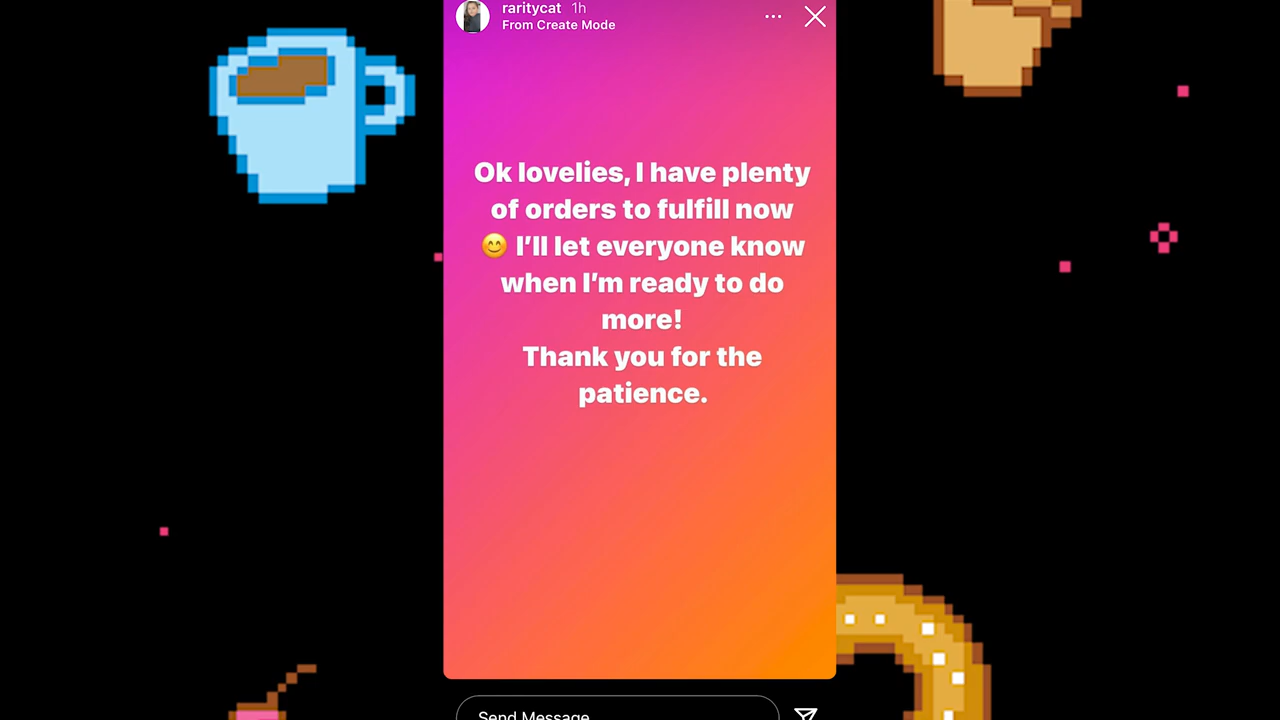 raritycat 1h
From Create Mode
Ok lovelies, I have plenty
of orders to fulfill now
😊 I’ll let everyone know
when I’m ready to do
more!
Thank you for the
patience.
Send Message